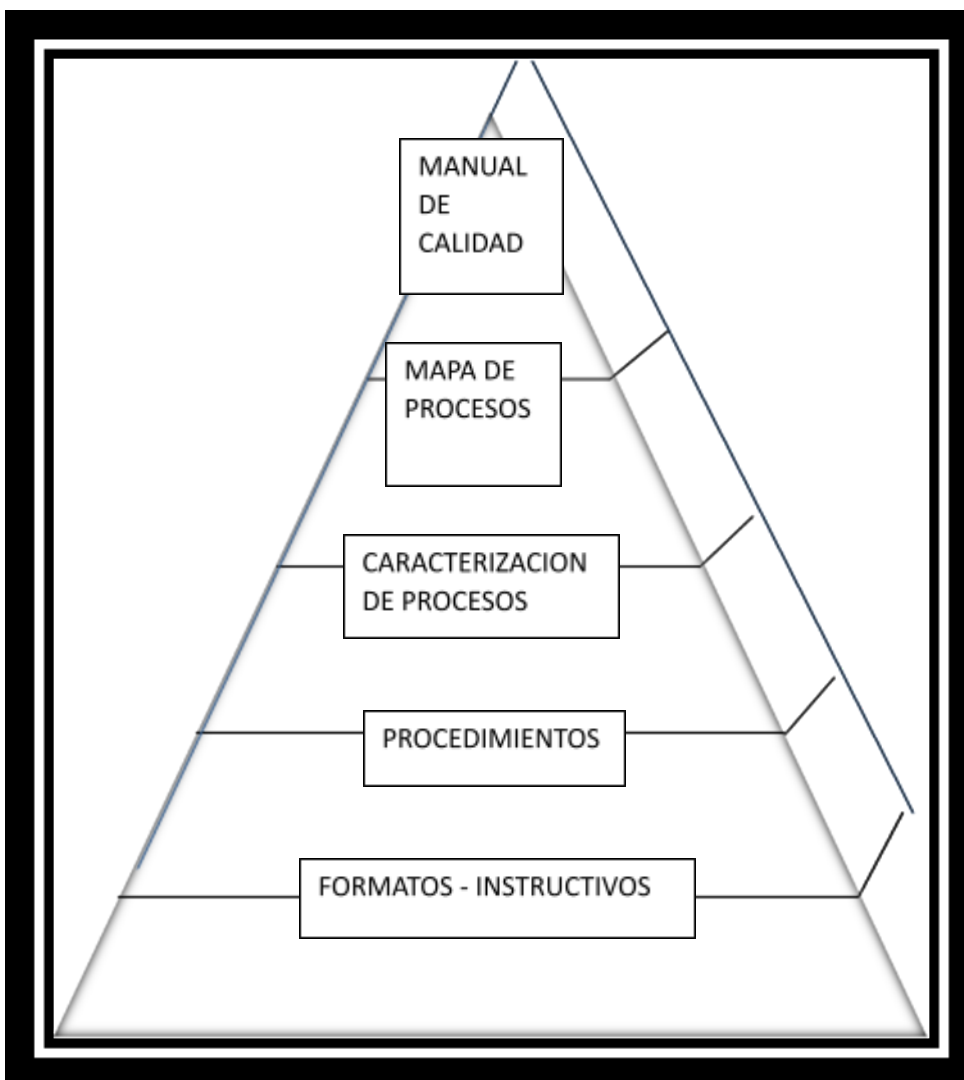 MANUAL
DE
CALIDAD
MAPA DE
PROCESOS
CARACTERIZACION
DE PROCESOS
PROCEDIMIENTOS
FORMATOS - INSTRUCTIVOS